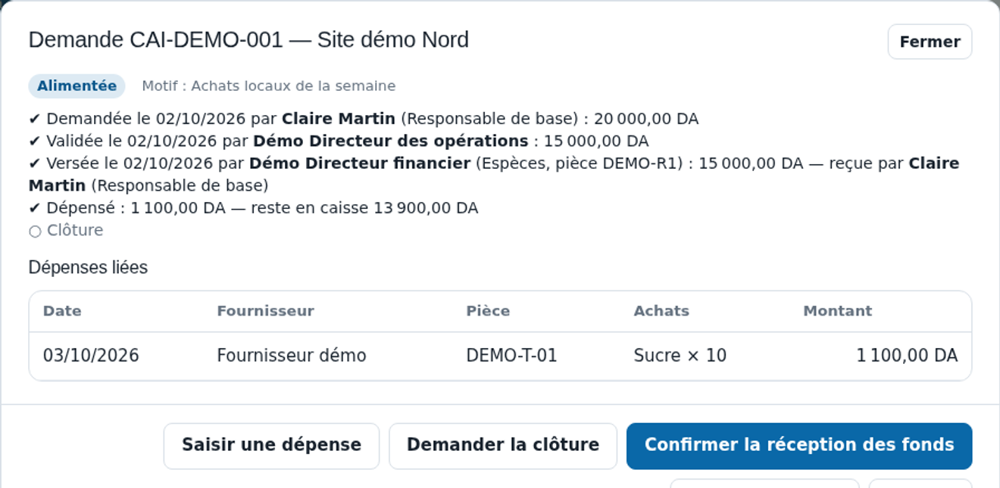 Demande CAI-DEMO-001 — Site démo Nord
Fermer
Alimentée
Motif : Achats locaux de la semaine
✔ Demandée le 02/10/2026 par Claire Martin (Responsable de base) : 20 000,00 DA
✔ Validée le 02/10/2026 par Démo Directeur des opérations : 15 000,00 DA
✔ Versée le 02/10/2026 par Démo Directeur financier (Espèces, pièce DEMO-R1) : 15 000,00 DA — reçue par Claire
Martin (Responsable de base)
✔ Dépensé : 1 100,00 DA — reste en caisse 13 900,00 DA
○ Clôture
Dépenses liées
Date Fournisseur Pièce Achats Montant
03/10/2026 Fournisseur démo DEMO-T-01 Sucre × 10 1 100,00 DA
Saisir une dépense
Demander la clôture
Confirmer la réception des fonds